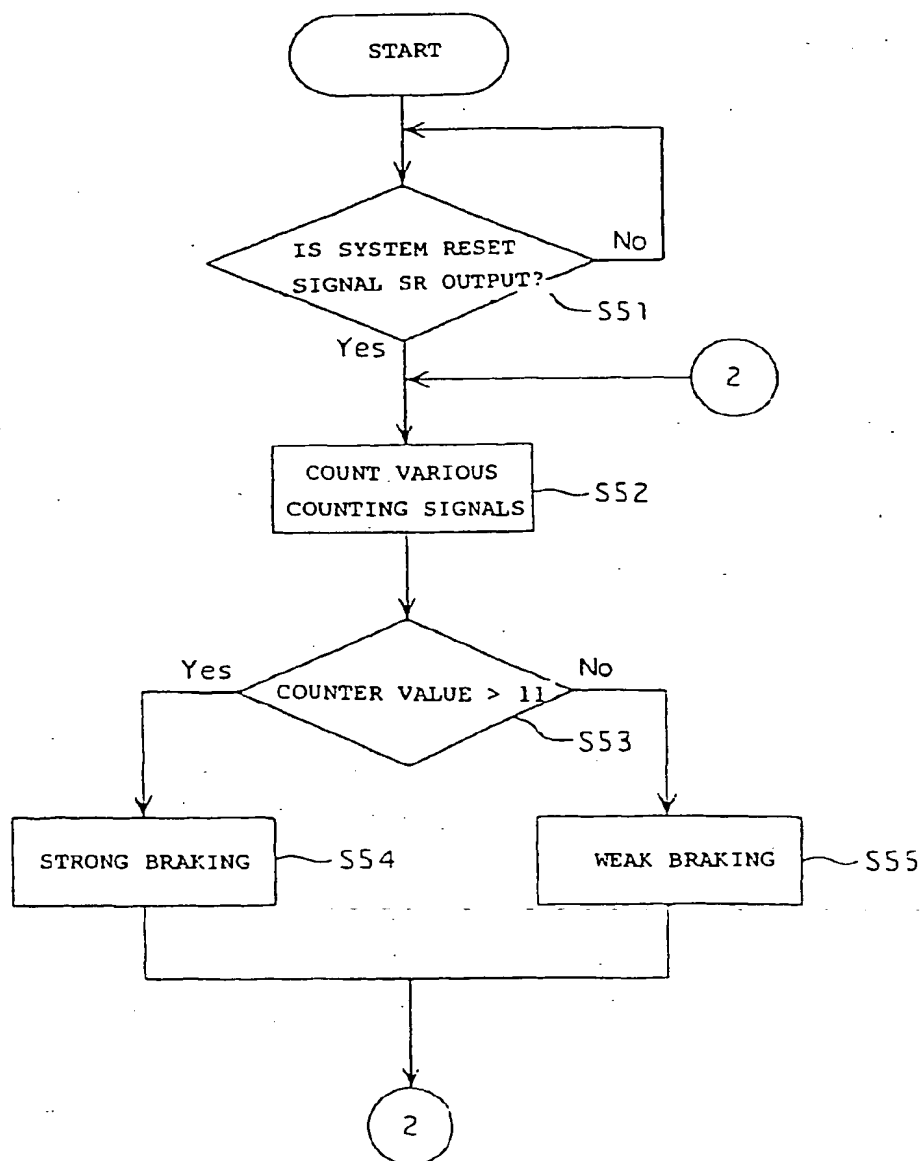 START
IS SYSTEM RESET
SIGNAL SR OUTPUT?
No
S51
Yes
2
COUNT VARIOUS
COUNTING SIGNALS
S52
Yes
No
COUNTER VALUE > 11
S53
STRONG BRAKING
S54
WEAK BRAKING
S55
2